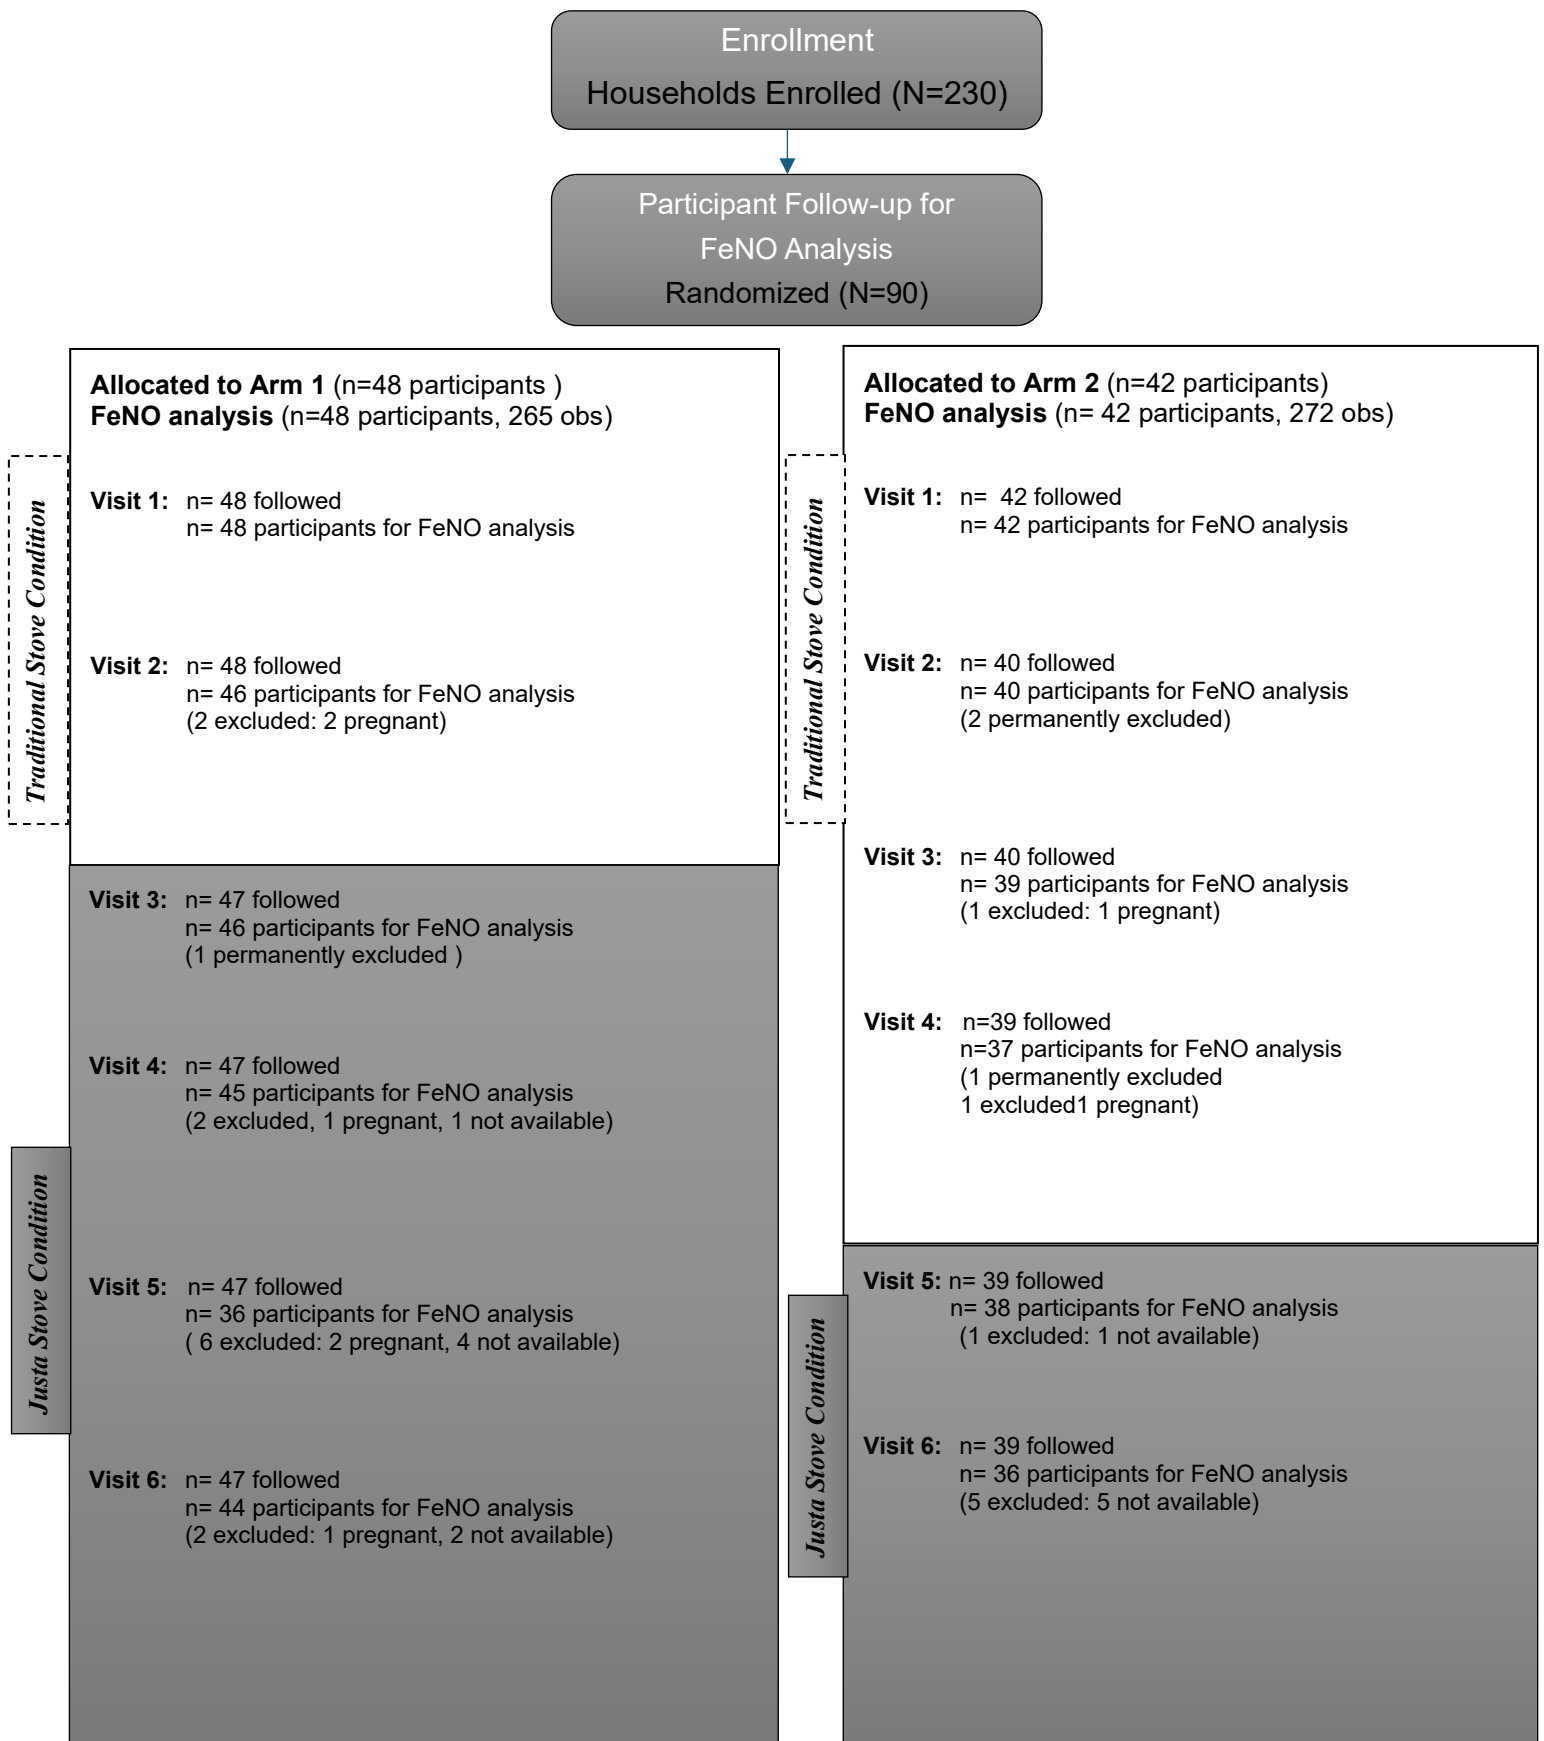 Enrollment
Households Enrolled (N=230)
Participant Follow-up for
FeNO Analysis
Randomized (N=90)
Allocated to Arm 1 (n=48 participants )
FeNO analysis (n=48 participants, 265 obs)
Traditional Stove Condition
Visit 1: n= 48 followed
n= 48 participants for FeNO analysis
Visit 2: n= 48 followed
n= 46 participants for FeNO analysis
(2 excluded: 2 pregnant)
Justa Stove Condition
Visit 3: n= 47 followed
n= 46 participants for FeNO analysis
(1 permanently excluded )
Visit 4: n= 47 followed
n= 45 participants for FeNO analysis
(2 excluded, 1 pregnant, 1 not available)
Visit 5: n= 47 followed
n= 36 participants for FeNO analysis
( 6 excluded: 2 pregnant, 4 not available)
Visit 6: n= 47 followed
n= 44 participants for FeNO analysis
(2 excluded: 1 pregnant, 2 not available)
Allocated to Arm 2 (n=42 participants)
FeNO analysis (n= 42 participants, 272 obs)
Traditional Stove Condition
Visit 1: n= 42 followed
n= 42 participants for FeNO analysis
Visit 2: n= 40 followed
n= 40 participants for FeNO analysis
(2 permanently excluded)
Visit 3: n= 40 followed
n= 39 participants for FeNO analysis
(1 excluded: 1 pregnant)
Visit 4: n=39 followed
n=37 participants for FeNO analysis
(1 permanently excluded
1 excluded1 pregnant)
Justa Stove Condition
Visit 5: n= 39 followed
n= 38 participants for FeNO analysis
(1 excluded: 1 not available)
Visit 6: n= 39 followed
n= 36 participants for FeNO analysis
(5 excluded: 5 not available)